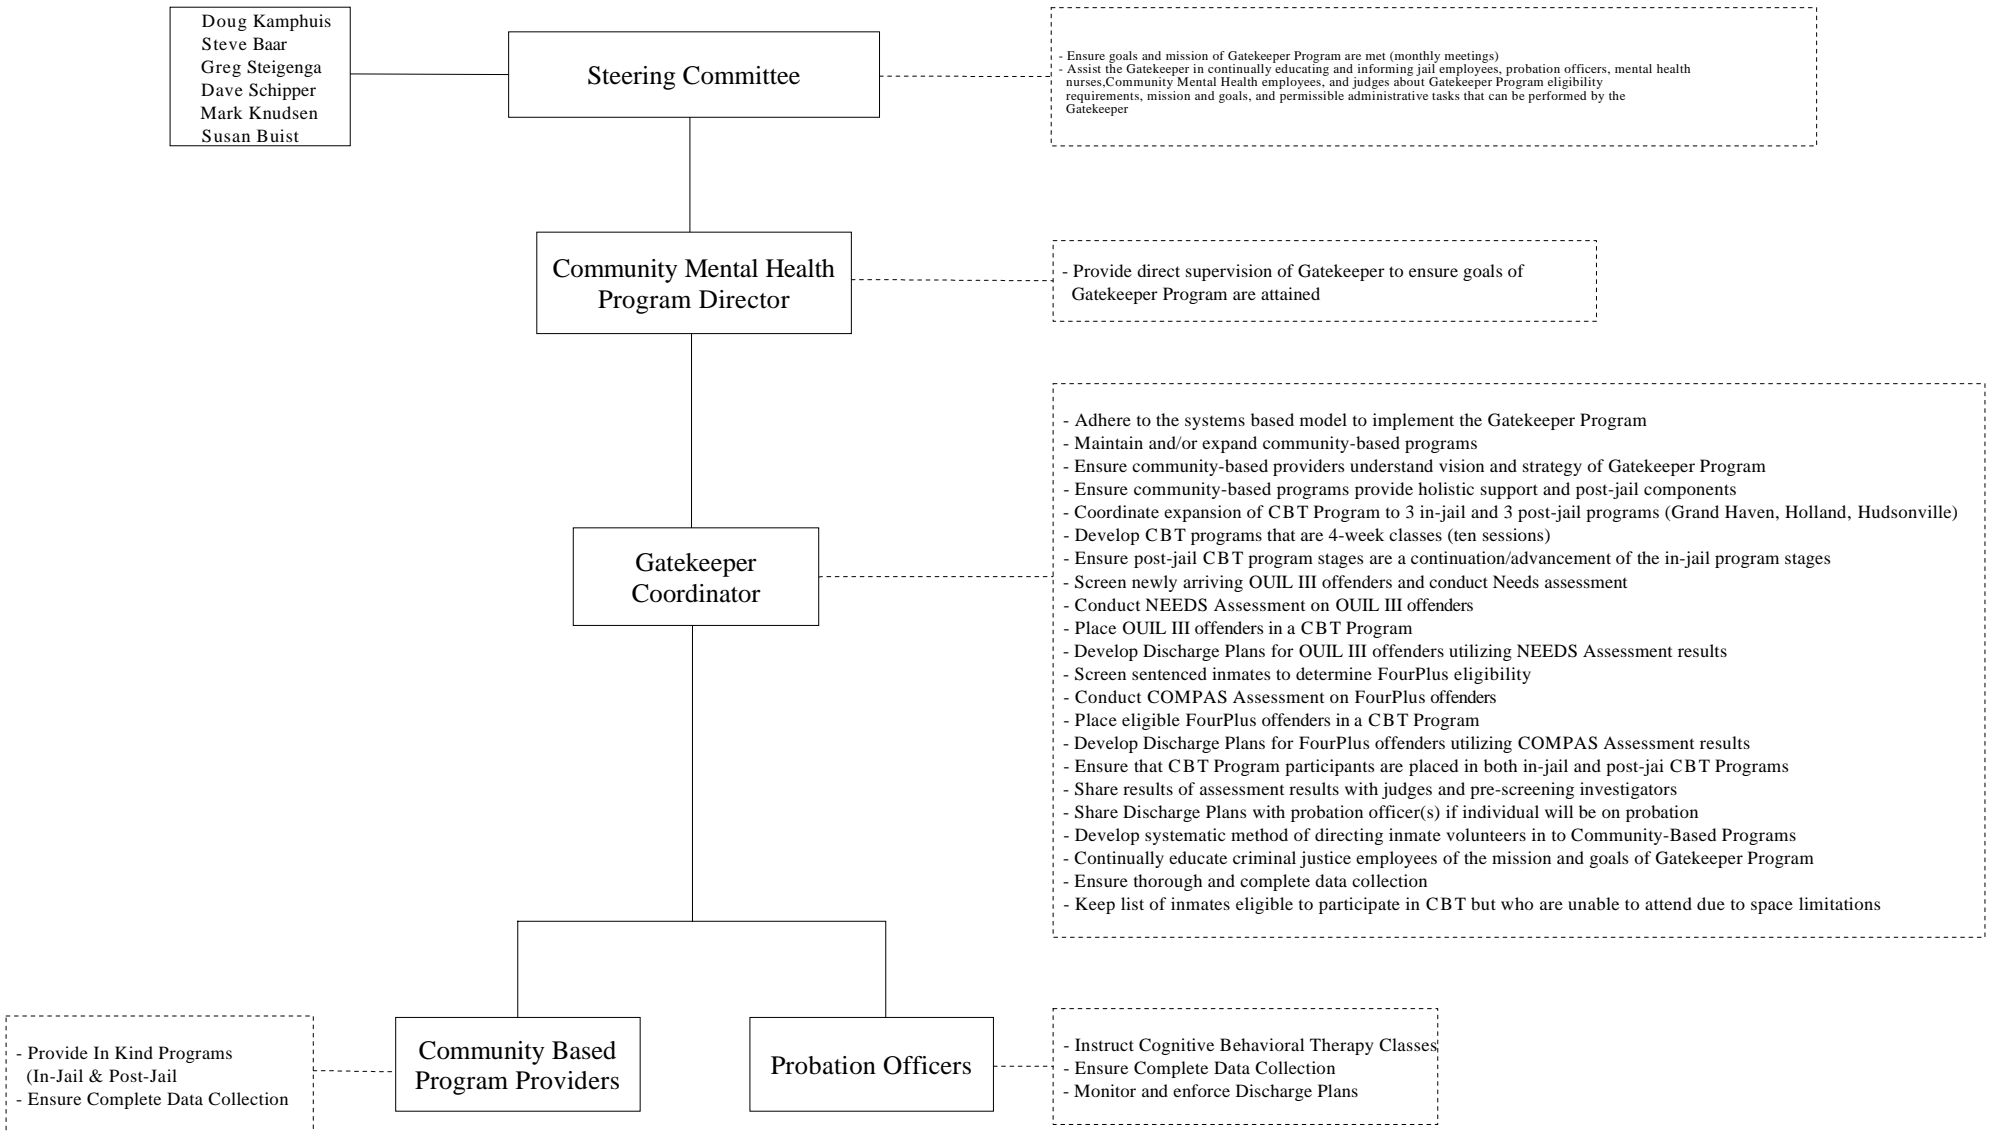 Doug Kamphuis
Steve Baar
Greg Steigenga
Dave Schipper
Mark Knudsen
Susan Buist
Steering Committee
- Ensure goals and mission of Gatekeeper Program are met (monthly meetings)
- Assist the Gatekeeper in continually educating and informing jail employees, probation officers, mental health
nurses,Community Mental Health employees, and judges about Gatekeeper Program eligibility
requirements, mission and goals, and permissible administrative tasks that can be performed by the
Gatekeeper
Community Mental Health
Program Director
- Provide direct supervision of Gatekeeper to ensure goals of
Gatekeeper Program are attained
Gatekeeper
Coordinator
- Adhere to the systems based model to implement the Gatekeeper Program
- Maintain and/or expand community-based programs
- Ensure community-based providers understand vision and strategy of Gatekeeper Program
- Ensure community-based programs provide holistic support and post-jail components
- Coordinate expansion of CBT Program to 3 in-jail and 3 post-jail programs (Grand Haven, Holland, Hudsonville)
- Develop CBT programs that are 4-week classes (ten sessions)
- Ensure post-jail CBT program stages are a continuation/advancement of the in-jail program stages
- Screen newly arriving OUIL III offenders and conduct Needs assessment
- Conduct NEEDS Assessment on OUIL III offenders
- Place OUIL III offenders in a CBT Program
- Develop Discharge Plans for OUIL III offenders utilizing NEEDS Assessment results
- Screen sentenced inmates to determine FourPlus eligibility
- Conduct COMPAS Assessment on FourPlus offenders
- Place eligible FourPlus offenders in a CBT Program
- Develop Discharge Plans for FourPlus offenders utilizing COMPAS Assessment results
- Ensure that CBT Program participants are placed in both in-jail and post-jai CBT Programs
- Share results of assessment results with judges and pre-screening investigators
- Share Discharge Plans with probation officer(s) if individual will be on probation
- Develop systematic method of directing inmate volunteers in to Community-Based Programs
- Continually educate criminal justice employees of the mission and goals of Gatekeeper Program
- Ensure thorough and complete data collection
- Keep list of inmates eligible to participate in CBT but who are unable to attend due to space limitations
- Provide In Kind Programs
(In-Jail & Post-Jail
- Ensure Complete Data Collection
Community Based
Program Providers
Probation Officers
- Instruct Cognitive Behavioral Therapy Classes
- Ensure Complete Data Collection
- Monitor and enforce Discharge Plans